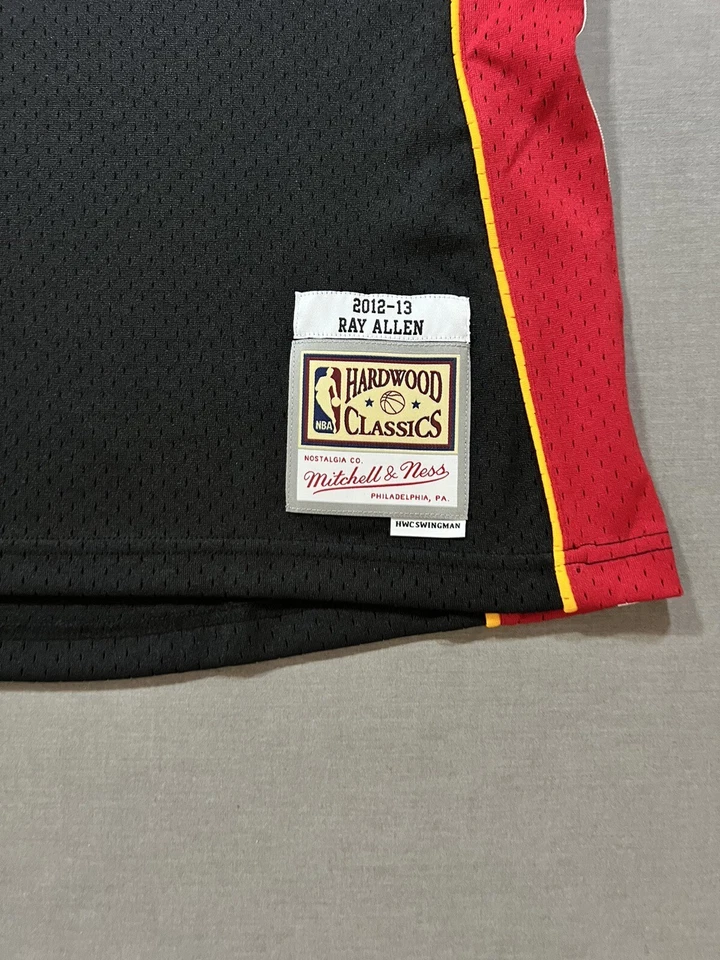 2012-13
RAY ALLEN
HARDWOOD
NBA
CLASSICS
NOSTALGIA CO.
Mitchell & Ness
PHILADELPHIA, PA.
HWC SWINGMAN